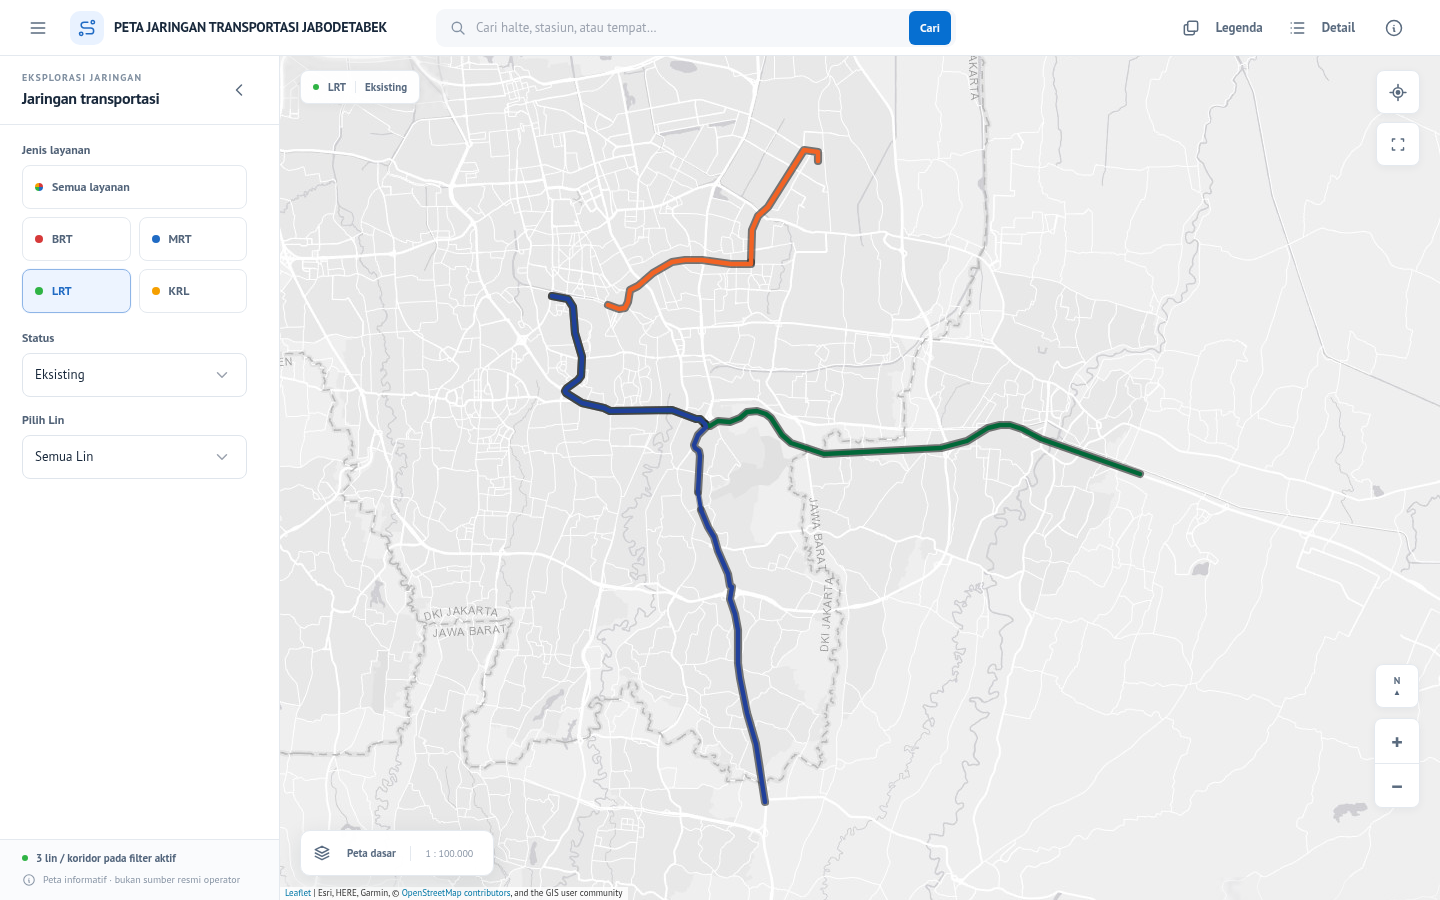 PETA JARINGAN TRANSPORTASI JABODETABEK
Cari halte, stasiun, atau tempat...
Cari
Legenda
Detail
EKSPLORASI JARINGAN
Jaringan transportasi
Jenis layanan
Semua layanan
BRT
MRT
LRT
KRL
Status
Eksisting
Pilih Lin
Semua Lin
3 lin / koridor pada filter aktif
Peta informatif · bukan sumber resmi operator
LRT
Eksisting
JAKARTA
EN
JAWA BARAT
DKI JAKARTA
DKI JAKARTA
JAWA BARAT
N
+
−
Peta dasar
1 : 100.000
Leaflet | Esri, HERE, Garmin, © OpenStreetMap contributors, and the GIS user community